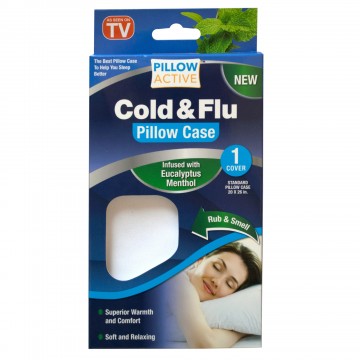 AS SEEN ON
TV
The Best Pillow Case
To Help You Sleep
Better
PILLOW
ACTIVE
NEW
Cold & Flu
Pillow Case
Infused with
Eucalyptus
Menthol
1
COVER
STANDARD
PILLOW CASE
20 X 26 in.
Rub & Smell
Superior Warmth
and Comfort
Soft and Relaxing